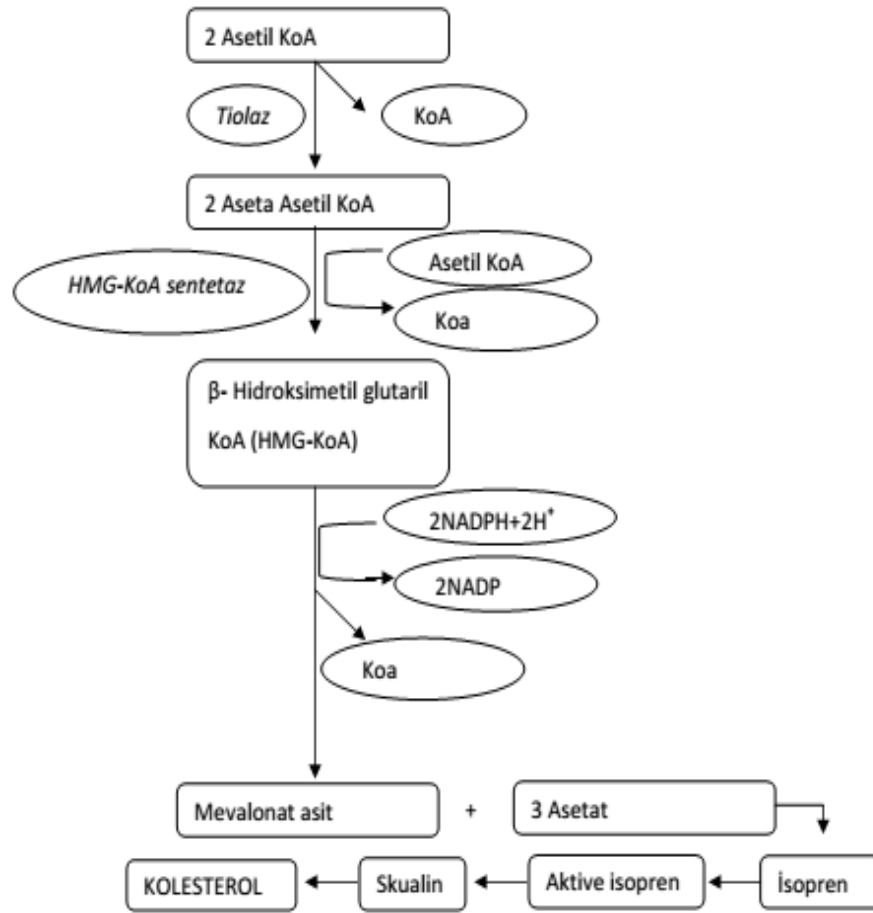 2 Asetil KoA
Tiolaz
KoA
2 Aseta Asetil KoA
HMG-KoA sentetaz
Asetil KoA
Koa
β- Hidroksimetil glutaril
KoA (HMG-KoA)
2NADPH+2H⁺
2NADP
Koa
Mevalonat asit + 3 Asetat
KOLESTEROL Skualin Aktive isopren İsopren